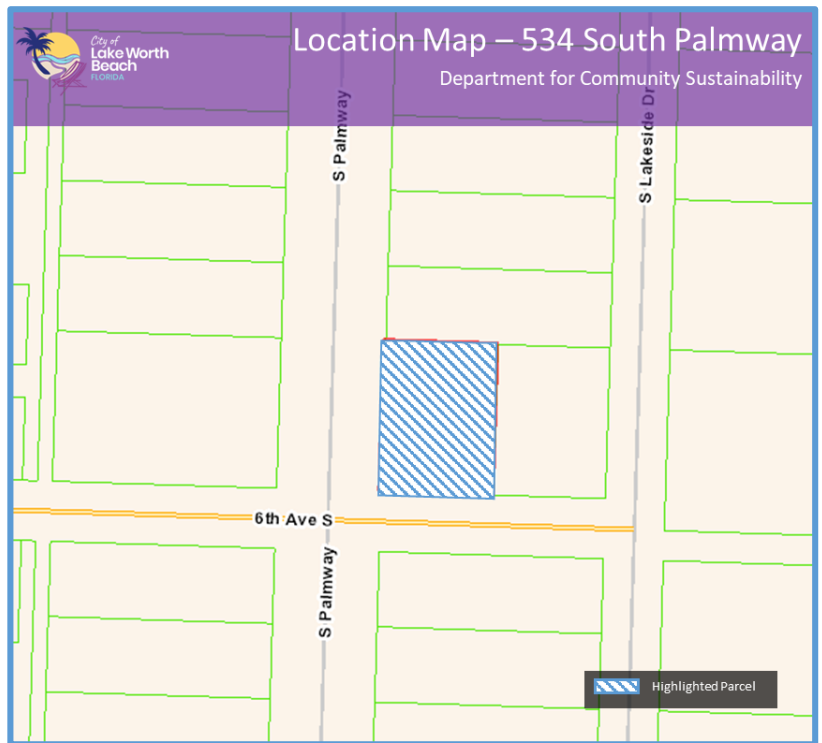 City of
Lake Worth
Beach
FLORIDA
Location Map – 534 South Palmway
Department for Community Sustainability
S Palmway
S Lakeside Dr
6th Ave S
S Palmway
Highlighted Parcel